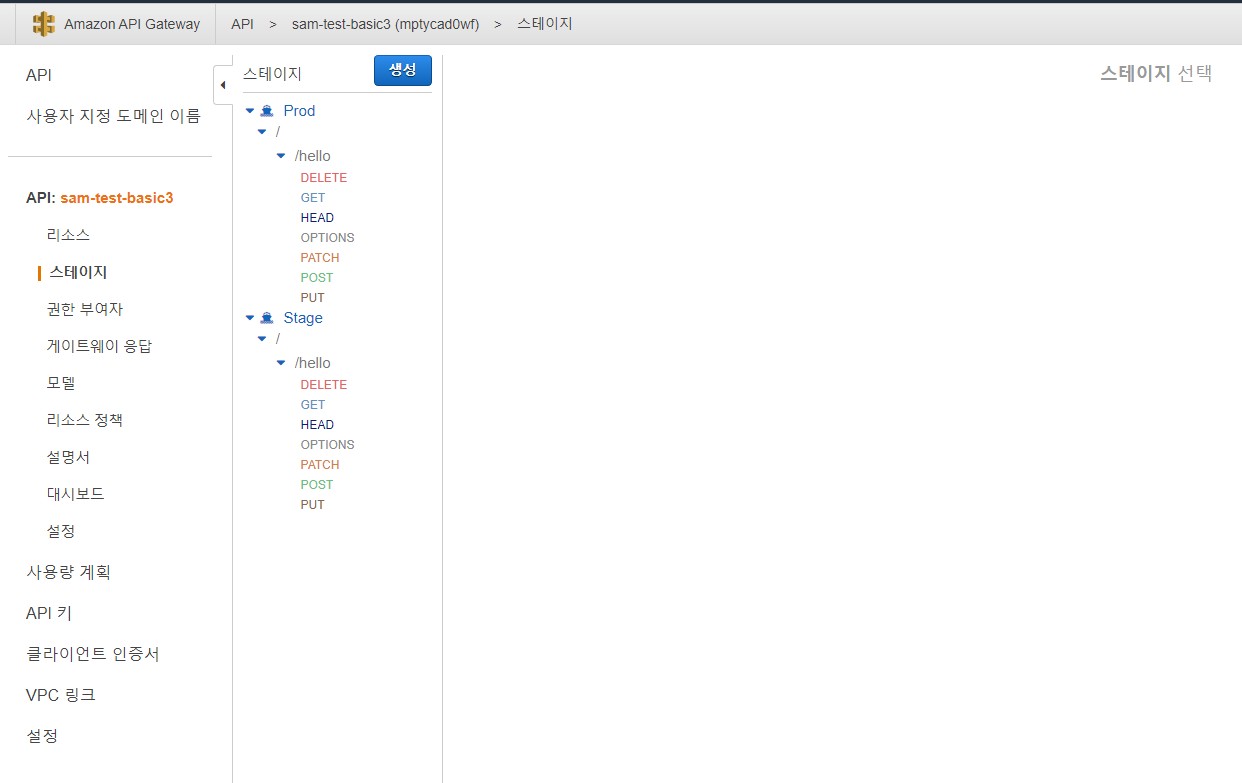 Amazon API Gateway
API > sam-test-basic3 (mptycad0wf) > 스테이지
API
사용자 지정 도메인 이름
API: sam-test-basic3
리소스
스테이지
권한 부여자
게이트웨이 응답
모델
리소스 정책
설명서
대시보드
설정
사용량 계획
API 키
클라이언트 인증서
VPC 링크
설정
스테이지
생성
Prod
/
/hello
DELETE
GET
HEAD
OPTIONS
PATCH
POST
PUT
Stage
/
/hello
DELETE
GET
HEAD
OPTIONS
PATCH
POST
PUT
스테이지 선택